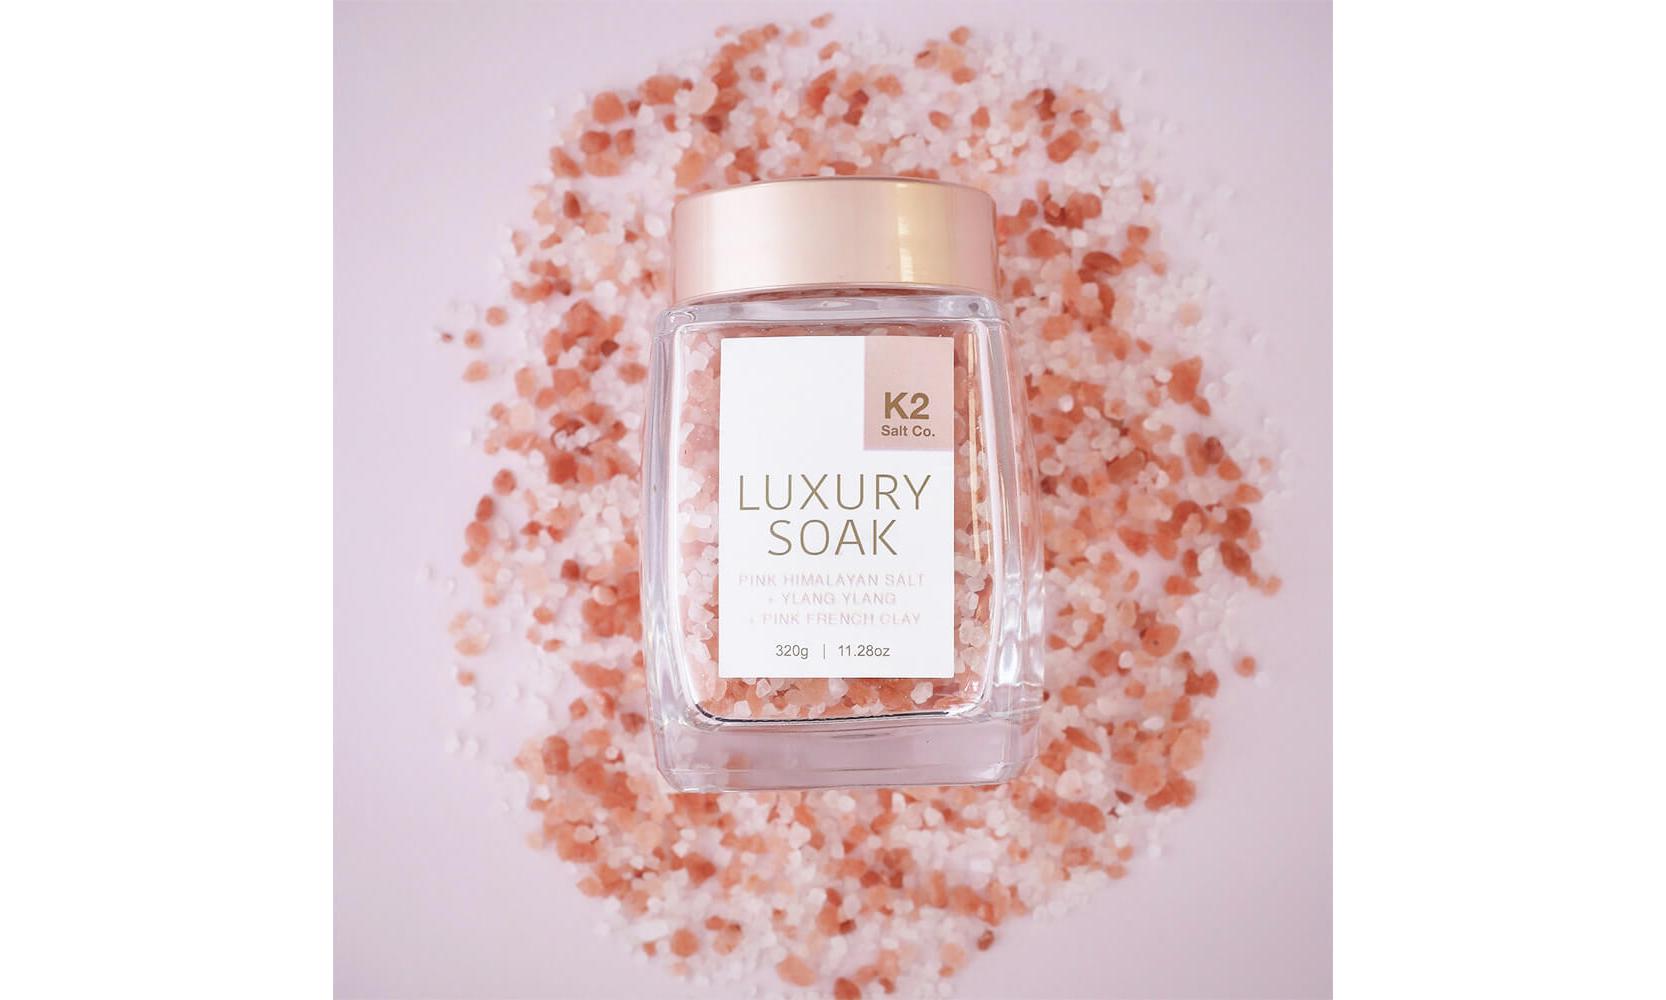 K2
Salt Co.
LUXURY
SOAK
PINK HIMALAYAN SALT
+ YLANG YLANG
+ PINK FRENCH CLAY
320g | 11.28oz